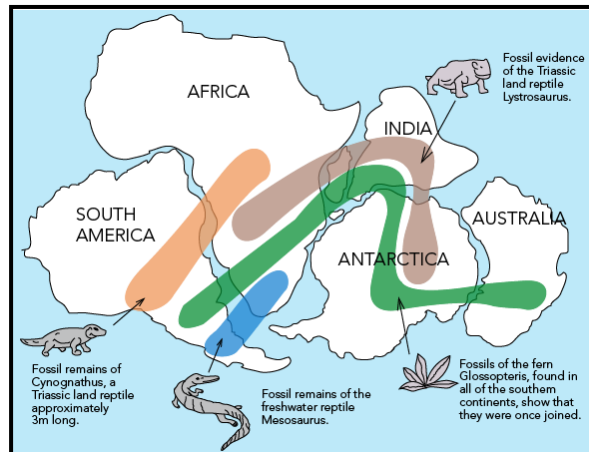 Fossil evidence
of the Triassic
land reptile
Lystrosaurus.
AFRICA
INDIA
SOUTH
AMERICA
AUSTRALIA
ANTARCTICA
Fossil remains of
Cynognathus, a
Triassic land reptile
approximately
3m long.
Fossil remains of the
freshwater reptile
Mesosaurus.
Fossils of the fern
Glossopteris, found in
all of the southern
continents, show that
they were once joined.